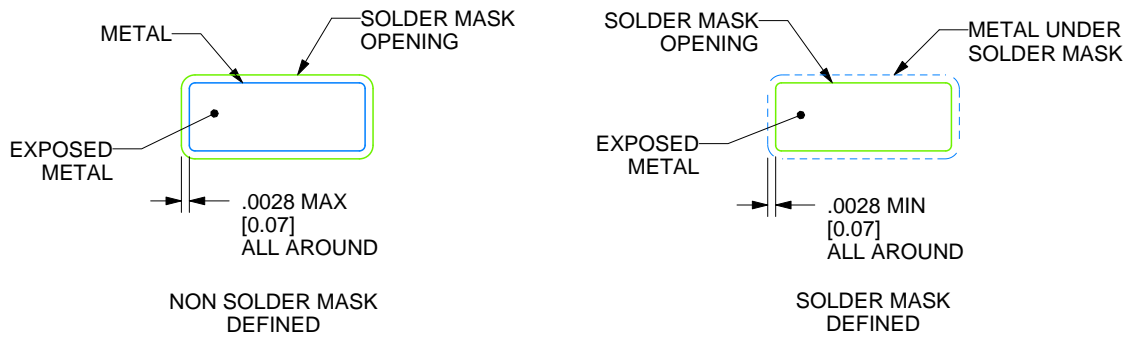 METAL
SOLDER MASK
OPENING
EXPOSED
METAL
.0028 MAX
[0.07]
ALL AROUND
NON SOLDER MASK
DEFINED
SOLDER MASK
OPENING
METAL UNDER
SOLDER MASK
EXPOSED
METAL
.0028 MIN
[0.07]
ALL AROUND
SOLDER MASK
DEFINED